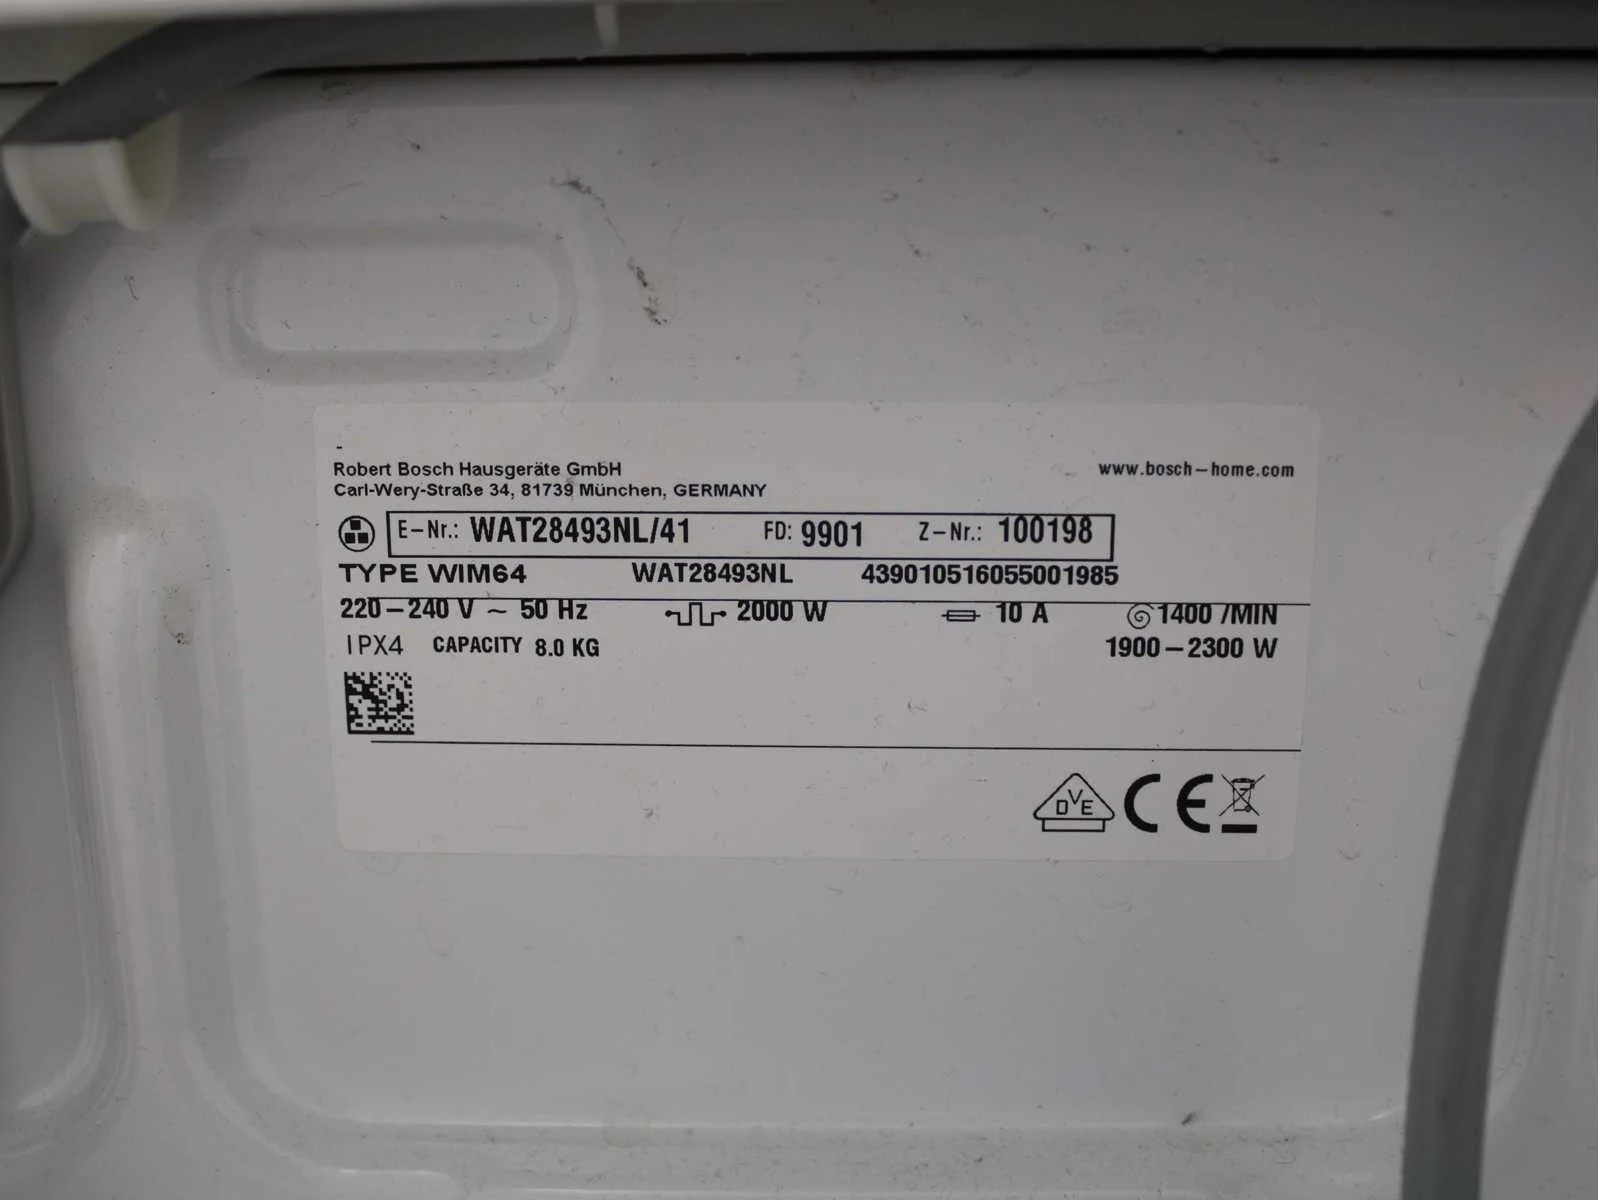 -
Robert Bosch Hausgeräte GmbH www.bosch-home.com
Carl-Wery-Straße 34, 81739 München, GERMANY
E-Nr.: WAT28493NL/41 FD: 9901 Z-Nr.: 100198
TYPE WIM64 WAT28493NL 439010516055001985
220-240 V ~ 50 Hz 2000 W 10 A 1400 /MIN
IPX4 CAPACITY 8.0 KG 1900-2300 W
DVE CE